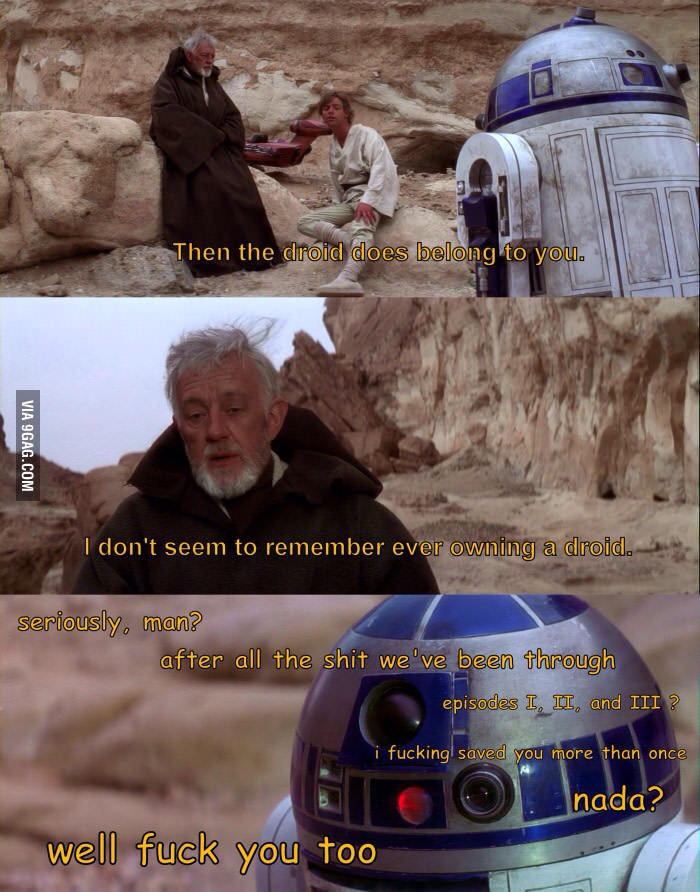 Then the droid does belong to you.
VIA 9GAG.COM
I don't seem to remember ever owning a droid.
seriously, man?
after all the shit we've been through
episodes I, II, and III ?
i fucking saved you more than once
nada?
well fuck you too